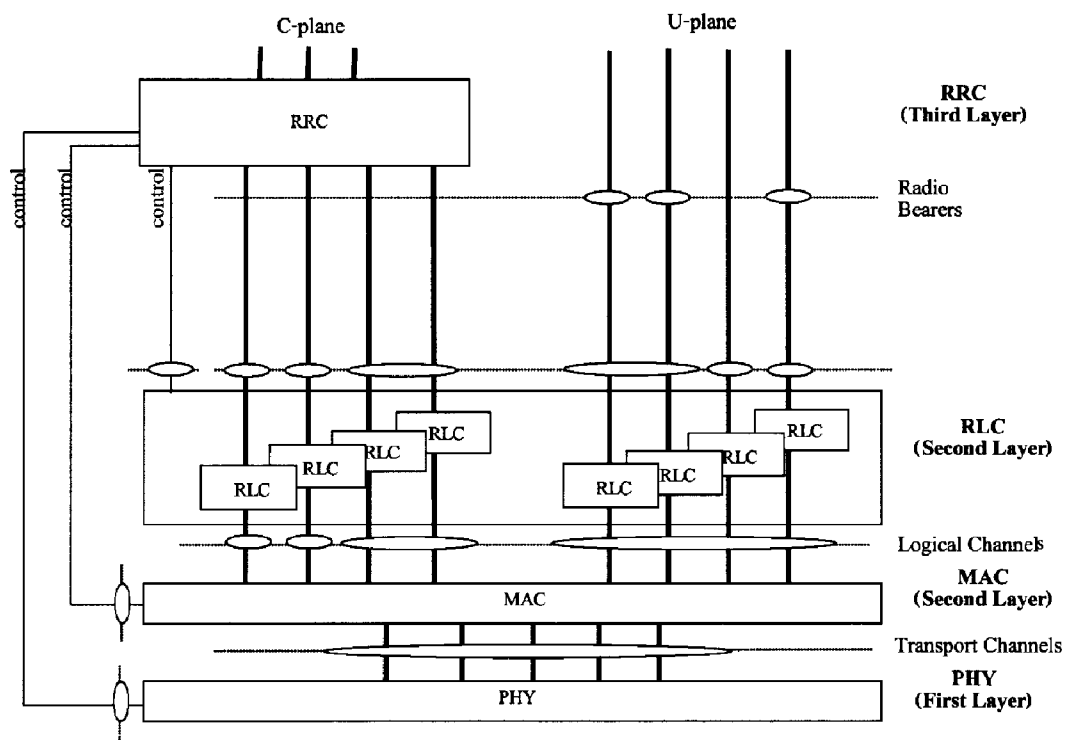 C-plane
U-plane
RRC
RRC
(Third Layer)
control
control
control
Radio
Bearers
RLC
RLC
RLC
RLC
RLC
RLC
RLC
RLC
RLC
(Second Layer)
Logical Channels
MAC
MAC
(Second Layer)
Transport Channels
PHY
PHY
(First Layer)